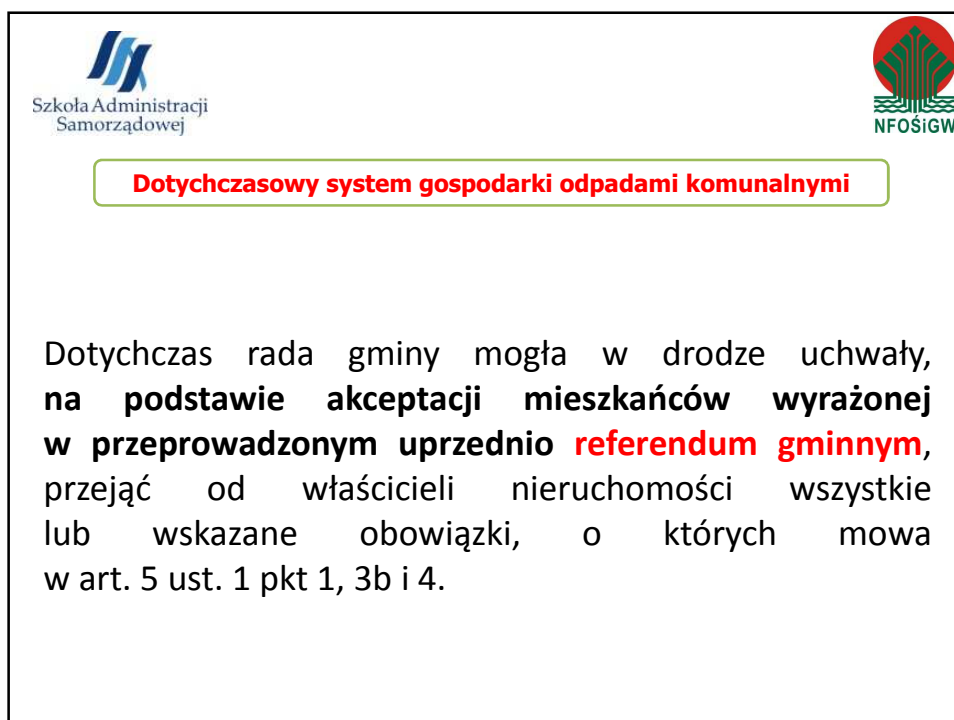 Szkoła Administracji
Samorządowej
NFOŚiGW
Dotychczasowy system gospodarki odpadami komunalnymi
Dotychczas rada gminy mogła w drodze uchwały,
na podstawie akceptacji mieszkańców wyrażonej
w przeprowadzonym uprzednio referendum gminnym,
przejąć od właścicieli nieruchomości wszystkie
lub wskazane obowiązki, o których mowa
w art. 5 ust. 1 pkt 1, 3b i 4.